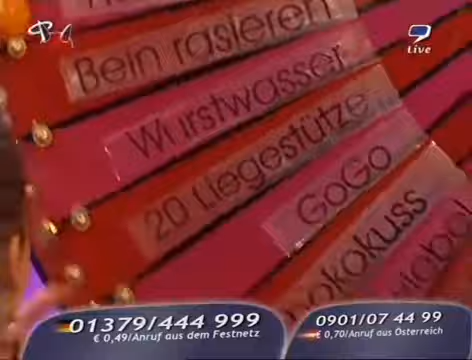 Live
Bein rasieren
Wurstwasser
20 Liegestütze
GoGo
01379/444 999
€ 0,49/Anruf aus dem Festnetz
0901/07 44 99
€ 0,70/Anruf aus Österreich